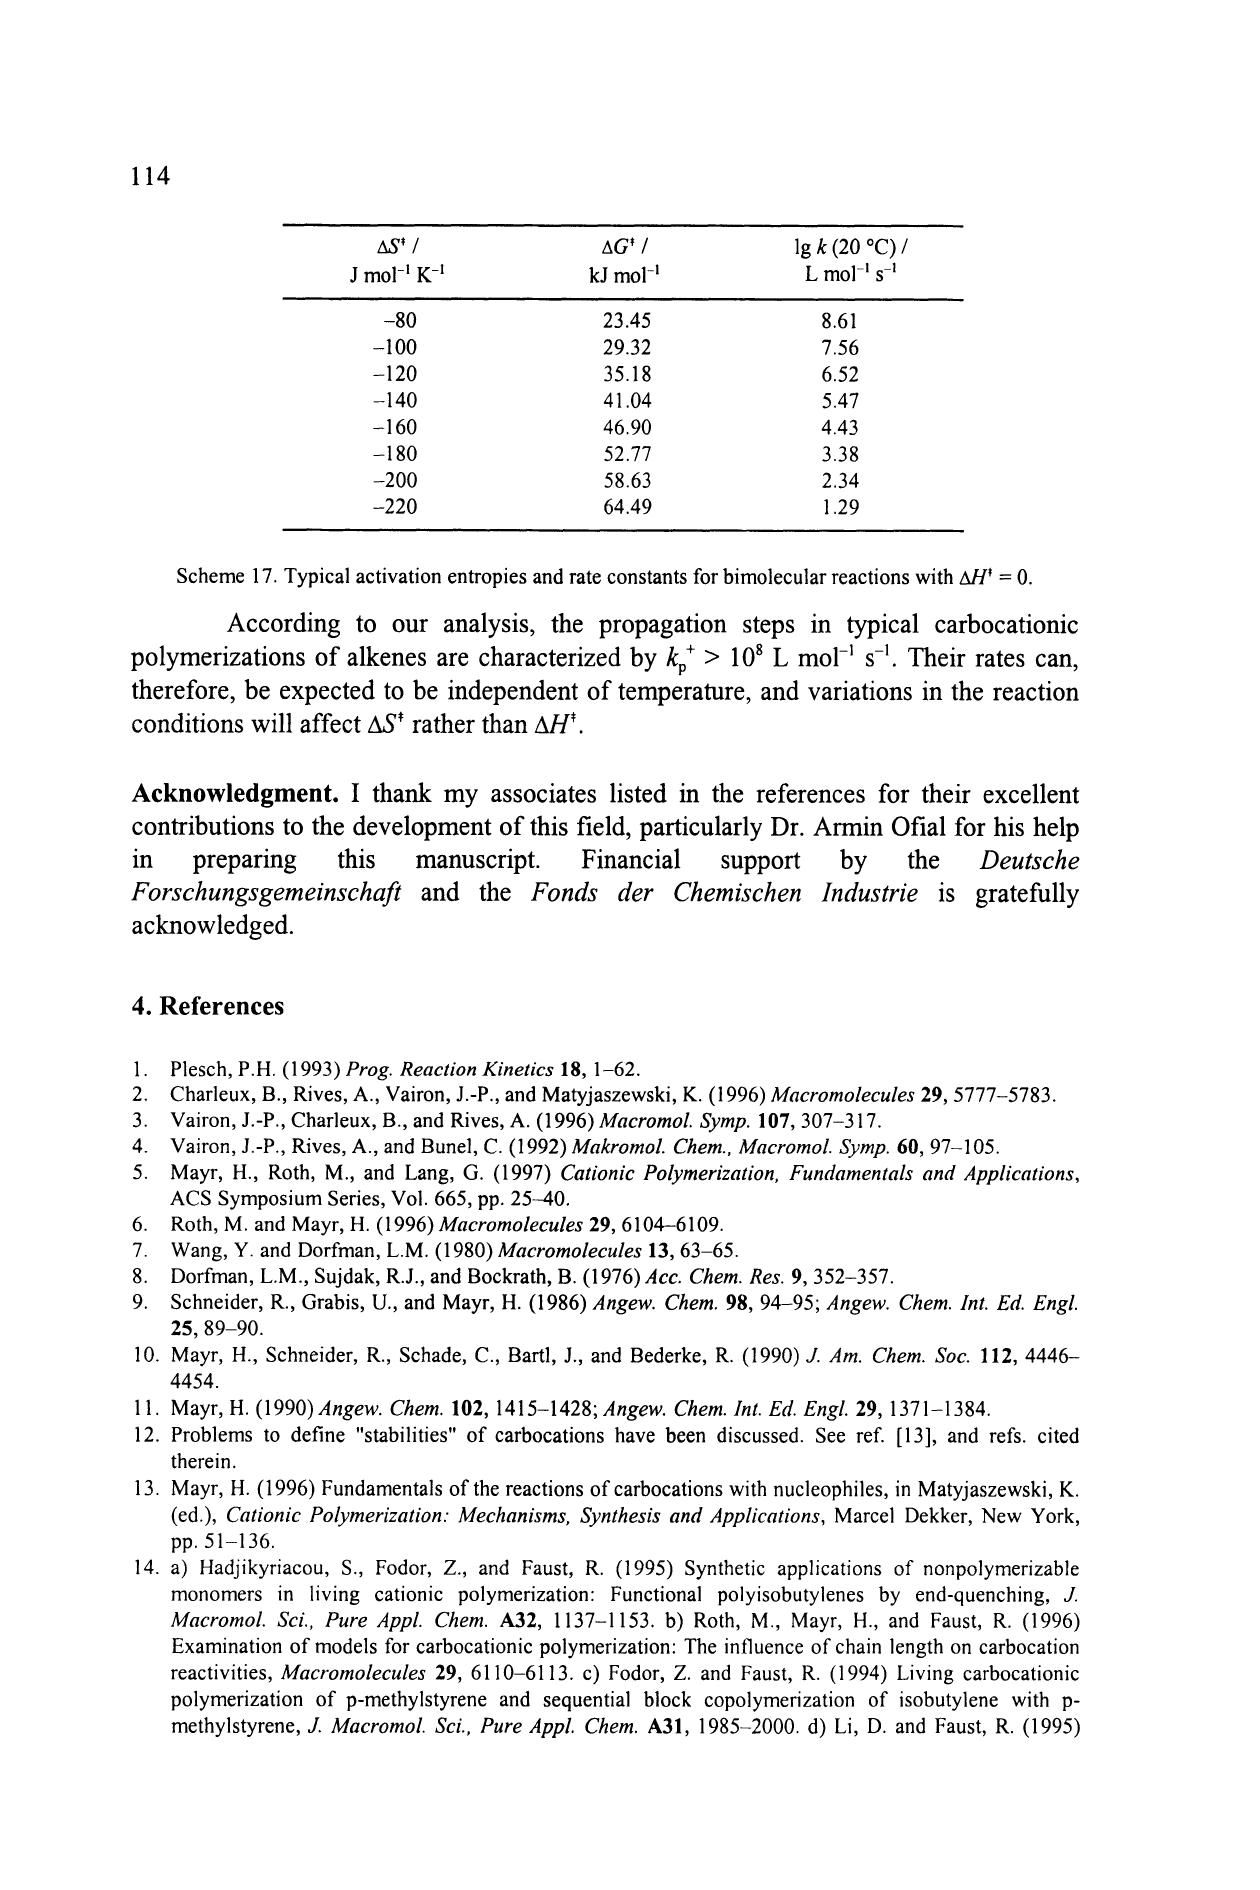 114
ΔS‡ / ΔG‡ / lg k (20 °C) /
J mol⁻¹ K⁻¹ kJ mol⁻¹ L mol⁻¹ s⁻¹
–80 23.45 8.61
–100 29.32 7.56
–120 35.18 6.52
–140 41.04 5.47
–160 46.90 4.43
–180 52.77 3.38
–200 58.63 2.34
–220 64.49 1.29
Scheme 17. Typical activation entropies and rate constants for bimolecular reactions with ΔH‡ = 0.
According to our analysis, the propagation steps in typical carbocationic
polymerizations of alkenes are characterized by kₚ⁺ > 10⁸ L mol⁻¹ s⁻¹. Their rates can,
therefore, be expected to be independent of temperature, and variations in the reaction
conditions will affect ΔS‡ rather than ΔH‡.
Acknowledgment. I thank my associates listed in the references for their excellent
contributions to the development of this field, particularly Dr. Armin Ofial for his help
in preparing this manuscript. Financial support by the Deutsche
Forschungsgemeinschaft and the Fonds der Chemischen Industrie is gratefully
acknowledged.
4. References
1. Plesch, P.H. (1993) Prog. Reaction Kinetics 18, 1–62.
2. Charleux, B., Rives, A., Vairon, J.-P., and Matyjaszewski, K. (1996) Macromolecules 29, 5777–5783.
3. Vairon, J.-P., Charleux, B., and Rives, A. (1996) Macromol. Symp. 107, 307–317.
4. Vairon, J.-P., Rives, A., and Bunel, C. (1992) Makromol. Chem., Macromol. Symp. 60, 97–105.
5. Mayr, H., Roth, M., and Lang, G. (1997) Cationic Polymerization, Fundamentals and Applications,
ACS Symposium Series, Vol. 665, pp. 25–40.
6. Roth, M. and Mayr, H. (1996) Macromolecules 29, 6104–6109.
7. Wang, Y. and Dorfman, L.M. (1980) Macromolecules 13, 63–65.
8. Dorfman, L.M., Sujdak, R.J., and Bockrath, B. (1976) Acc. Chem. Res. 9, 352–357.
9. Schneider, R., Grabis, U., and Mayr, H. (1986) Angew. Chem. 98, 94–95; Angew. Chem. Int. Ed. Engl.
25, 89–90.
10. Mayr, H., Schneider, R., Schade, C., Bartl, J., and Bederke, R. (1990) J. Am. Chem. Soc. 112, 4446–
4454.
11. Mayr, H. (1990) Angew. Chem. 102, 1415–1428; Angew. Chem. Int. Ed. Engl. 29, 1371–1384.
12. Problems to define "stabilities" of carbocations have been discussed. See ref. [13], and refs. cited
therein.
13. Mayr, H. (1996) Fundamentals of the reactions of carbocations with nucleophiles, in Matyjaszewski, K.
(ed.), Cationic Polymerization: Mechanisms, Synthesis and Applications, Marcel Dekker, New York,
pp. 51–136.
14. a) Hadjikyriacou, S., Fodor, Z., and Faust, R. (1995) Synthetic applications of nonpolymerizable
monomers in living cationic polymerization: Functional polyisobutylenes by end-quenching, J.
Macromol. Sci., Pure Appl. Chem. A32, 1137–1153. b) Roth, M., Mayr, H., and Faust, R. (1996)
Examination of models for carbocationic polymerization: The influence of chain length on carbocation
reactivities, Macromolecules 29, 6110–6113. c) Fodor, Z. and Faust, R. (1994) Living carbocationic
polymerization of p-methylstyrene and sequential block copolymerization of isobutylene with p-
methylstyrene, J. Macromol. Sci., Pure Appl. Chem. A31, 1985–2000. d) Li, D. and Faust, R. (1995)